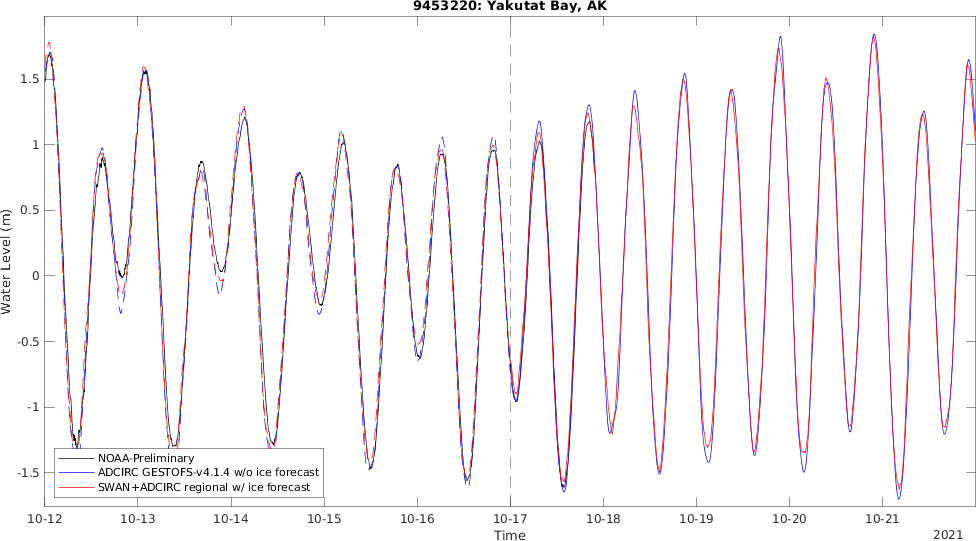 9453220: Yakutat Bay, AK
Water Level (m)
1.5
1
0.5
0
-0.5
-1
-1.5
NOAA-Preliminary
ADCIRC GESTOFS-v4.1.4 w/o ice forecast
SWAN+ADCIRC regional w/ ice forecast
10-12 10-13 10-14 10-15 10-16 10-17 10-18 10-19 10-20 10-21
Time
2021